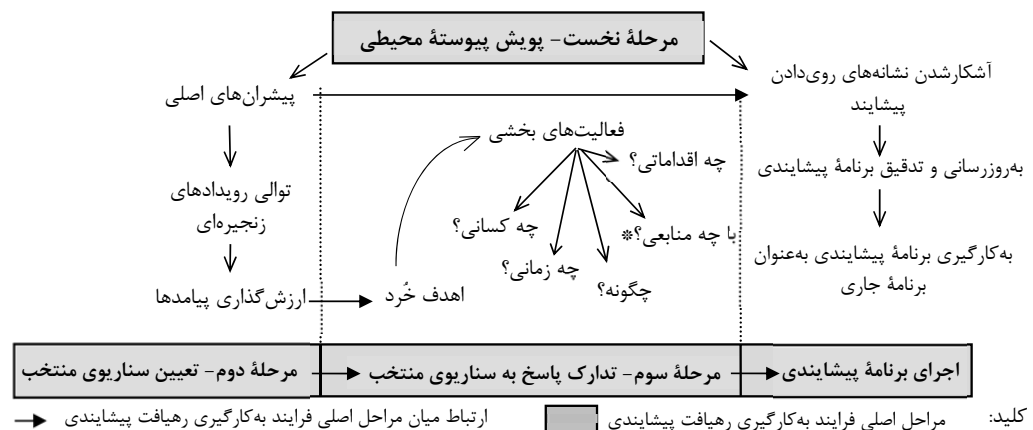 مرحلهٔ نخست- پویش پیوستهٔ محیطی
آشکارشدن نشانه‌های روی‌دادن
پیشایند
به‌روزرسانی و تدقیق برنامهٔ پیشایندی
به‌کارگیری برنامهٔ پیشایندی به‌عنوان
برنامهٔ جاری
پیشران‌های اصلی
توالی رویدادهای
زنجیره‌ای
ارزش‌گذاری پیامدها
اهدف خُرد
فعالیت‌های بخشی
چه اقداماتی؟
با چه منابعی؟*
چگونه؟
چه زمانی؟
چه کسانی؟
اجرای برنامهٔ پیشایندی
مرحلهٔ سوم- تدارک پاسخ به سناریوی منتخب
مرحلهٔ دوم- تعیین سناریوی منتخب
کلید:
مراحل اصلی فرایند به‌کارگیری رهیافت پیشایندی
ارتباط میان مراحل اصلی فرایند به‌کارگیری رهیافت پیشایندی